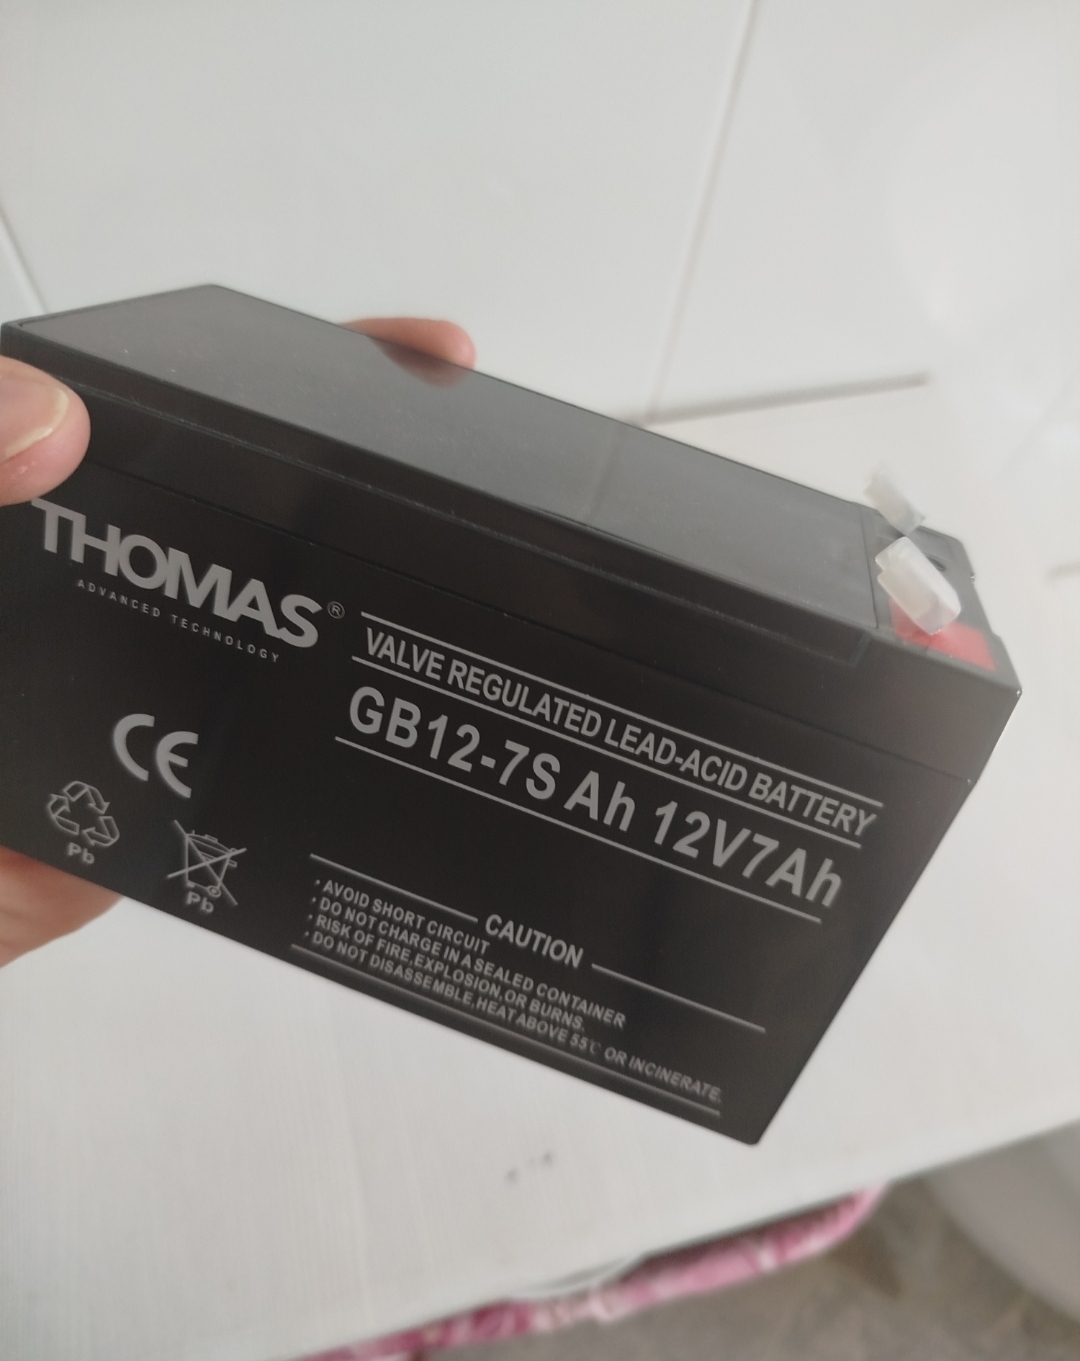 THOMAS®
ADVANCED TECHNOLOGY
VALVE REGULATED LEAD-ACID BATTERY
GB12-7S Ah 12V7Ah
CE
Pb
Pb
CAUTION
• AVOID SHORT CIRCUIT
• DO NOT CHARGE IN A SEALED CONTAINER
• RISK OF FIRE,EXPLOSION,OR BURNS.
• DO NOT DISASSEMBLE,HEAT ABOVE 55℃ OR INCINERATE.